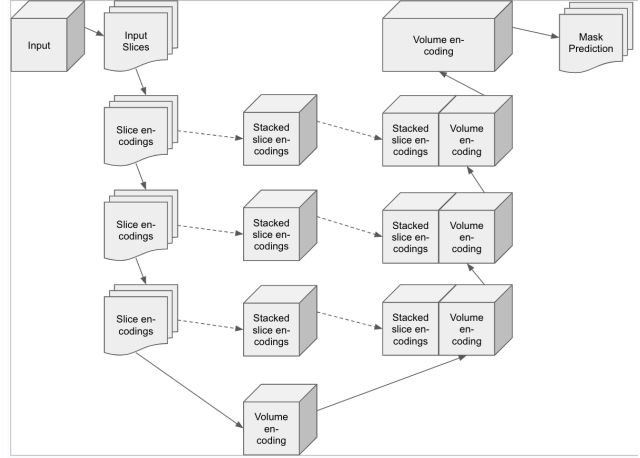 Input
Input
Slices
Volume en-
coding
Mask
Prediction
Slice en-
codings
Stacked
slice en-
codings
Stacked
slice en-
codings
Volume
en-
coding
Slice en-
codings
Stacked
slice en-
codings
Stacked
slice en-
codings
Volume
en-
coding
Slice en-
codings
Stacked
slice en-
codings
Stacked
slice en-
codings
Volume
en-
coding
Volume
en-
coding